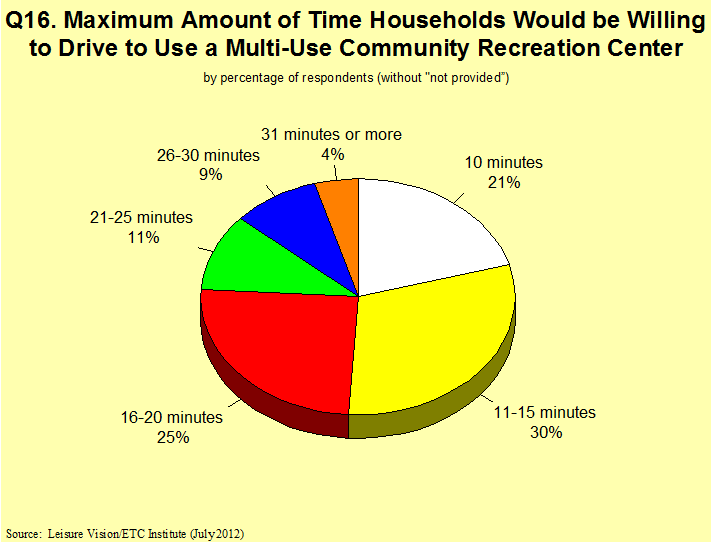 Q16. Maximum Amount of Time Households Would be Willing
to Drive to Use a Multi-Use Community Recreation Center
by percentage of respondents (without "not provided”)
31 minutes or more
4%
26-30 minutes
9%
10 minutes
21%
21-25 minutes
11%
16-20 minutes
25%
11-15 minutes
30%
Source:  Leisure Vision/ETC Institute (July 2012)